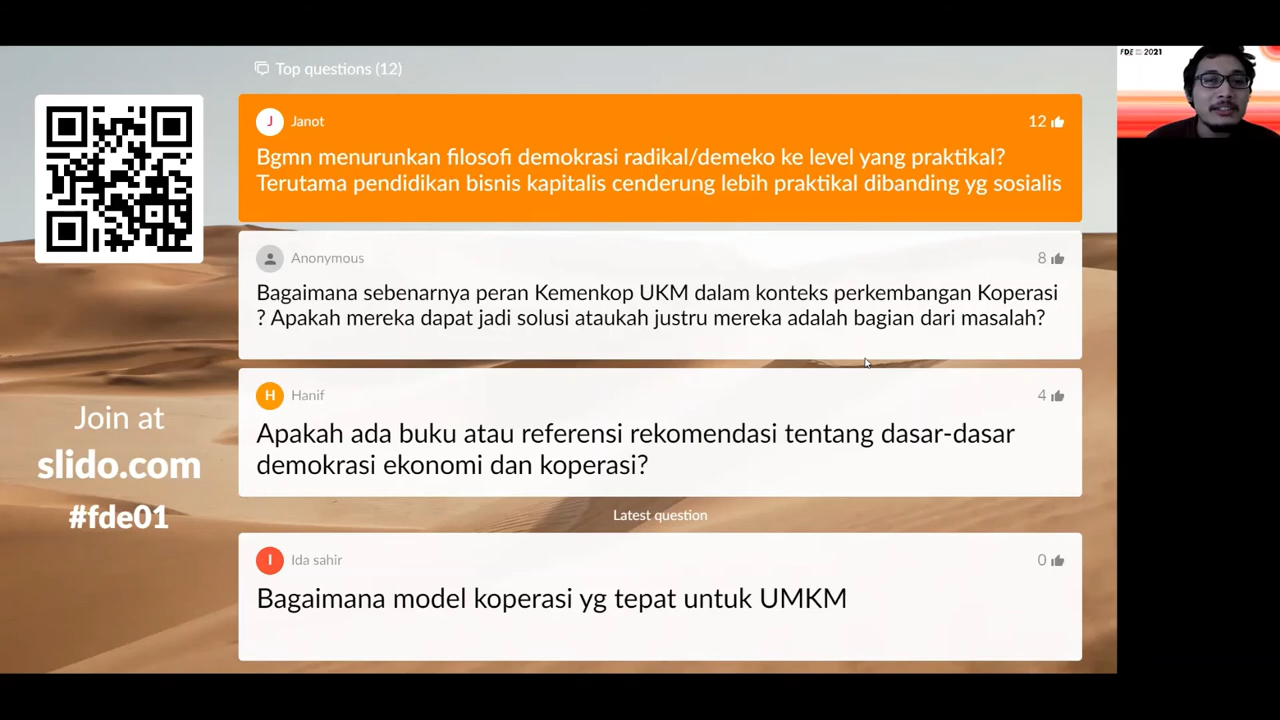 Top questions (12)
J Janot 12
Bgmn menurunkan filosofi demokrasi radikal/demeko ke level yang praktikal?
Terutama pendidikan bisnis kapitalis cenderung lebih praktikal dibanding yg sosialis
Anonymous 8
Bagaimana sebenarnya peran Kemenkop UKM dalam konteks perkembangan Koperasi
? Apakah mereka dapat jadi solusi ataukah justru mereka adalah bagian dari masalah?
H Hanif 4
Apakah ada buku atau referensi rekomendasi tentang dasar-dasar
demokrasi ekonomi dan koperasi?
Latest question
I Ida sahir 0
Bagaimana model koperasi yg tepat untuk UMKM
Join at
slido.com
#fde01
FDE 2021